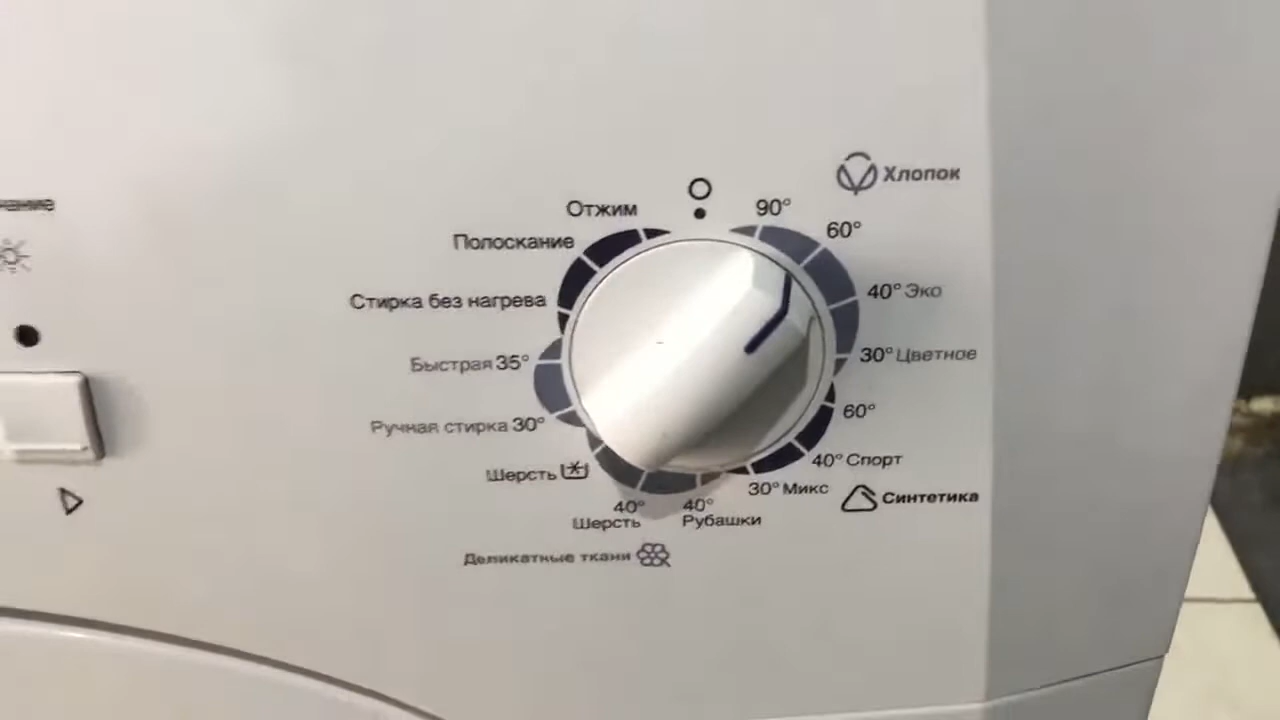 Хлопок
90°
60°
40° Эко
30° Цветное
60°
40° Спорт
30° Микс
Синтетика
40°
Рубашки
40°
Шерсть
Деликатные ткани
Шерсть
Ручная стирка 30°
Быстрая 35°
Стирка без нагрева
Полоскание
Отжим